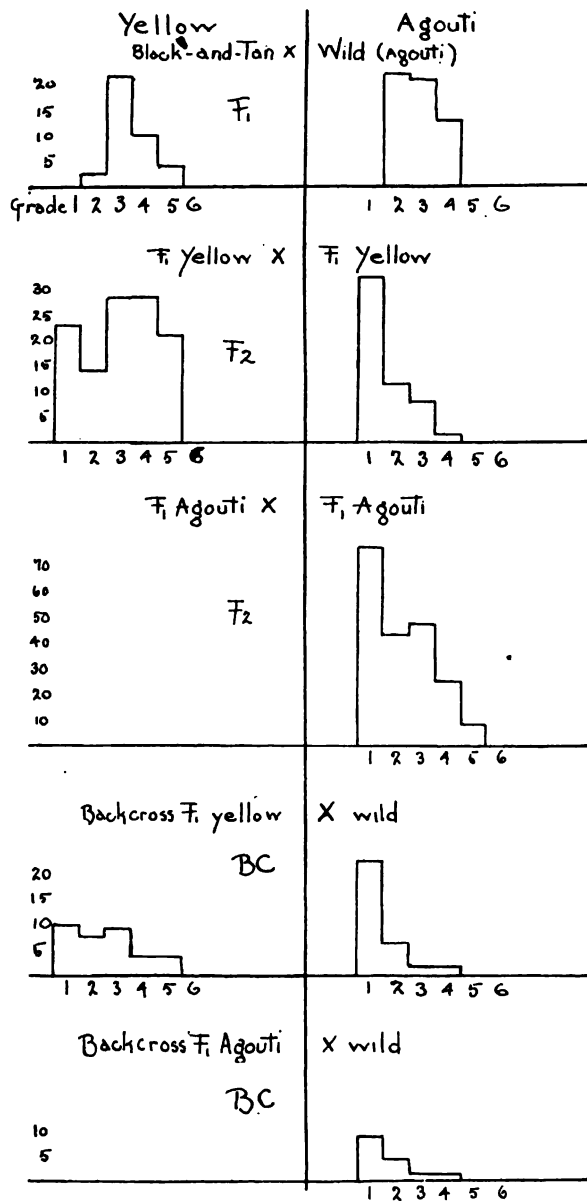 Yellow Agouti
Black-and-Tan X Wild (Agouti)
F1
20
15
10
5
Grade 1 2 3 4 5 6 1 2 3 4 5 6
F1 Yellow X F1 Yellow
F2
30
25
20
15
10
5
1 2 3 4 5 6 1 2 3 4 5 6
F1 Agouti X F1 Agouti
F2
70
60
50
40
30
20
10
1 2 3 4 5 6
Backcross F1 yellow X wild
BC
20
15
10
5
1 2 3 4 5 6 1 2 3 4 5 6
Backcross F1 Agouti X wild
BC
10
5
1 2 3 4 5 6